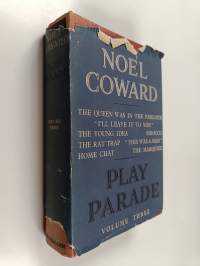 NOEL
COWARD
THE QUEEN WAS IN THE PARLOUR
"I'LL LEAVE IT TO YOU"
THE YOUNG IDEA SIROCCO
THE RAT TRAP "THIS WAS A MAN"
HOME CHAT THE MARQUISE
PLAY
PARADE
VOLUME THREE